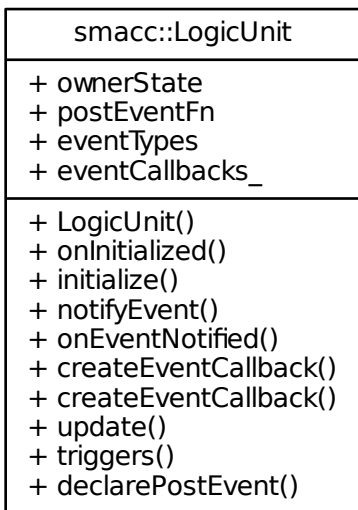 smacc::LogicUnit
+ ownerState
+ postEventFn
+ eventTypes
+ eventCallbacks_
+ LogicUnit()
+ onInitialized()
+ initialize()
+ notifyEvent()
+ onEventNotified()
+ createEventCallback()
+ createEventCallback()
+ update()
+ triggers()
+ declarePostEvent()